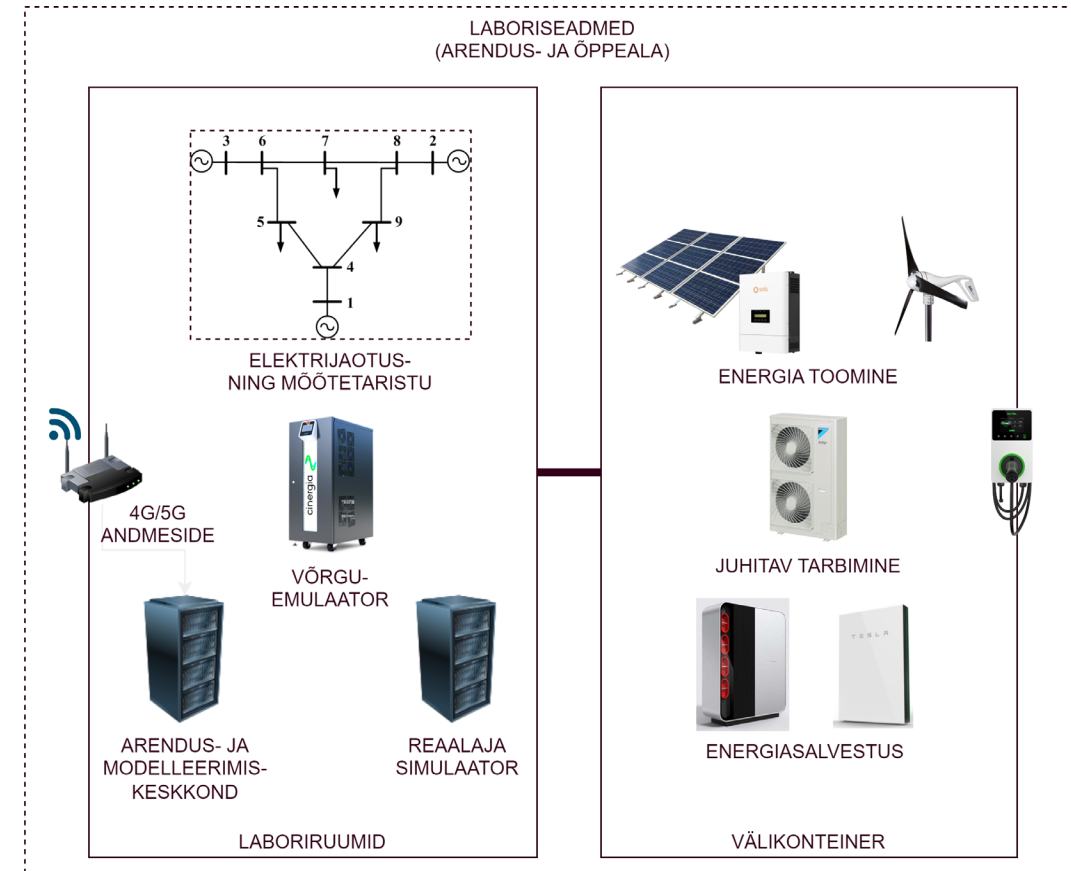 LABORISEADMED
(ARENDUS- JA ÕPPEALA)
3 6 7 8 2
5 9
4
1
ELEKTRIJAOTUS-
NING MÕÕTETARISTU
ENERGIA TOOMINE
cinergia
4G/5G
ANDMESIDE
VÕRGU-
EMULAATOR
JUHITAV TARBIMINE
TESLA
ARENDUS- JA
MODELLEERIMIS-
KESKKOND
REAALAJA
SIMULAATOR
ENERGIASALVESTUS
LABORIRUUMID
VÄLIKONTEINER